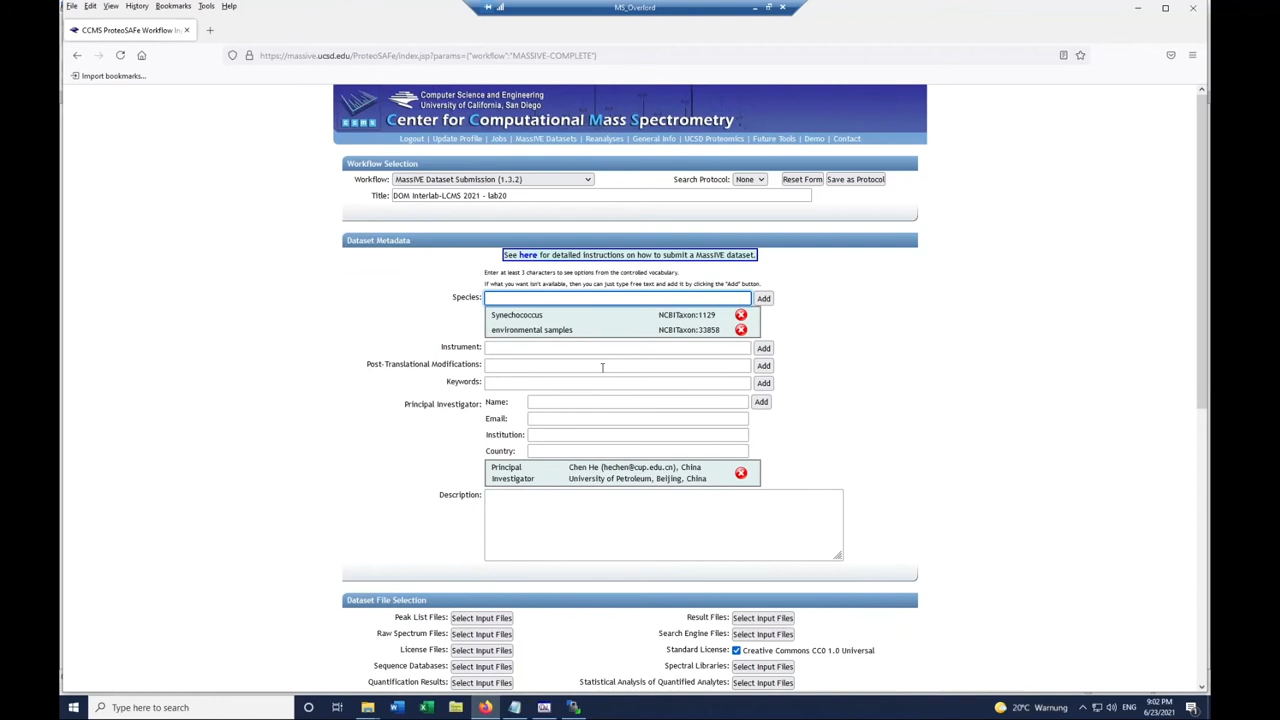 File Edit View History Bookmarks Tools Help
MS_Overlord
CCMS ProteoSAFe Workflow In
https://massive.ucsd.edu/ProteoSAFe/index.jsp?params={"workflow":"MASSIVE-COMPLETE"}
Import bookmarks...
Computer Science and Engineering
University of California, San Diego
Center for Computational Mass Spectrometry
Logout | Update Profile | Jobs | MassIVE Datasets | Reanalyses | General Info | UCSD Proteomics | Future Tools | Demo | Contact
Workflow Selection
Workflow: MassIVE Dataset Submission (1.3.2) Search Protocol: None Reset Form Save as Protocol
Title: DOM Interlab-LCMS 2021 - lab20
Dataset Metadata
See here for detailed instructions on how to submit a MassIVE dataset.
Enter at least 3 characters to see options from the controlled vocabulary.
If what you want isn't available, then you can just type free text and add it by clicking the "Add" button.
Species: Add
Synechococcus NCBITaxon:1129
environmental samples NCBITaxon:33858
Instrument: Add
Post-Translational Modifications: Add
Keywords: Add
Principal Investigator: Name: Add
Email:
Institution:
Country:
Principal Chen He (hechen@cup.edu.cn), China
Investigator University of Petroleum, Beijing, China
Description:
Dataset File Selection
Peak List Files: Select Input Files Result Files: Select Input Files
Raw Spectrum Files: Select Input Files Search Engine Files: Select Input Files
License Files: Select Input Files Standard License: Creative Commons CC0 1.0 Universal
Sequence Databases: Select Input Files Spectral Libraries: Select Input Files
Quantification Results: Select Input Files Statistical Analysis of Quantified Analytes: Select Input Files
Type here to search
20°C Warnung
ENG
9:02 PM
6/23/2021